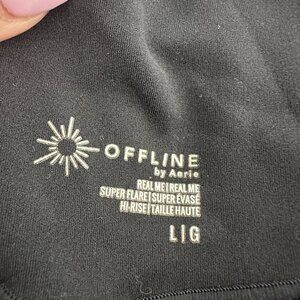 OFFLINE
by Aerie
REAL ME|REAL ME
SUPER FLARE|SUPER ÉVASÉ
HI-RISE|TAILLE HAUTE
L|G